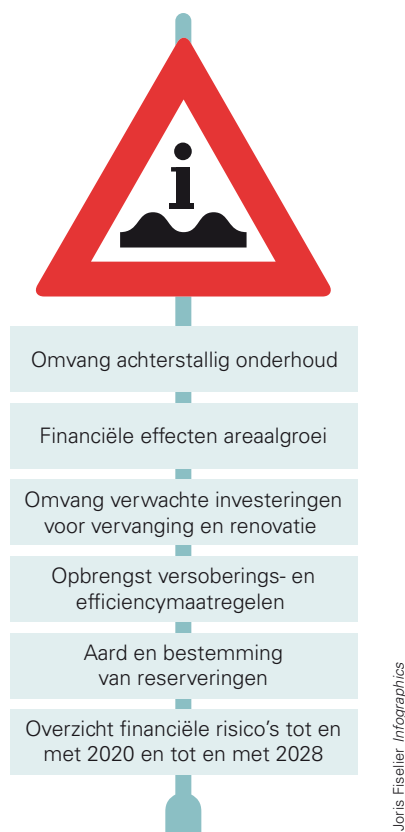 i
Omvang achterstallig onderhoud
Financiële effecten areaalgroei
Omvang verwachte investeringen
voor vervanging en renovatie
Opbrengst versoberings- en
efficiencymaatregelen
Aard en bestemming
van reserveringen
Overzicht financiële risico’s tot en
met 2020 en tot en met 2028
Joris Fiselier Infographics